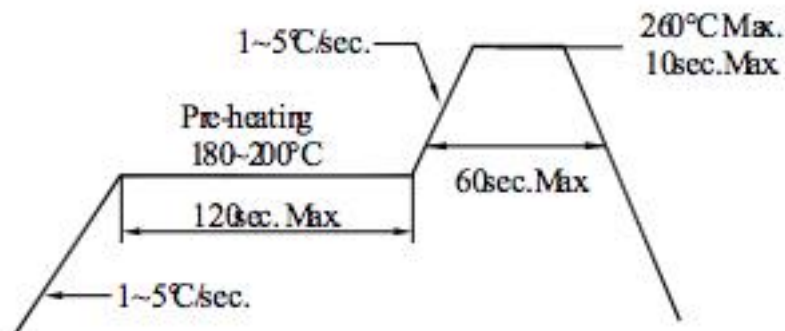 1~5°C/sec.
260°C Max.
10sec.Max
Pre-heating
180~200°C
60sec.Max
120sec.Max
1~5°C/sec.